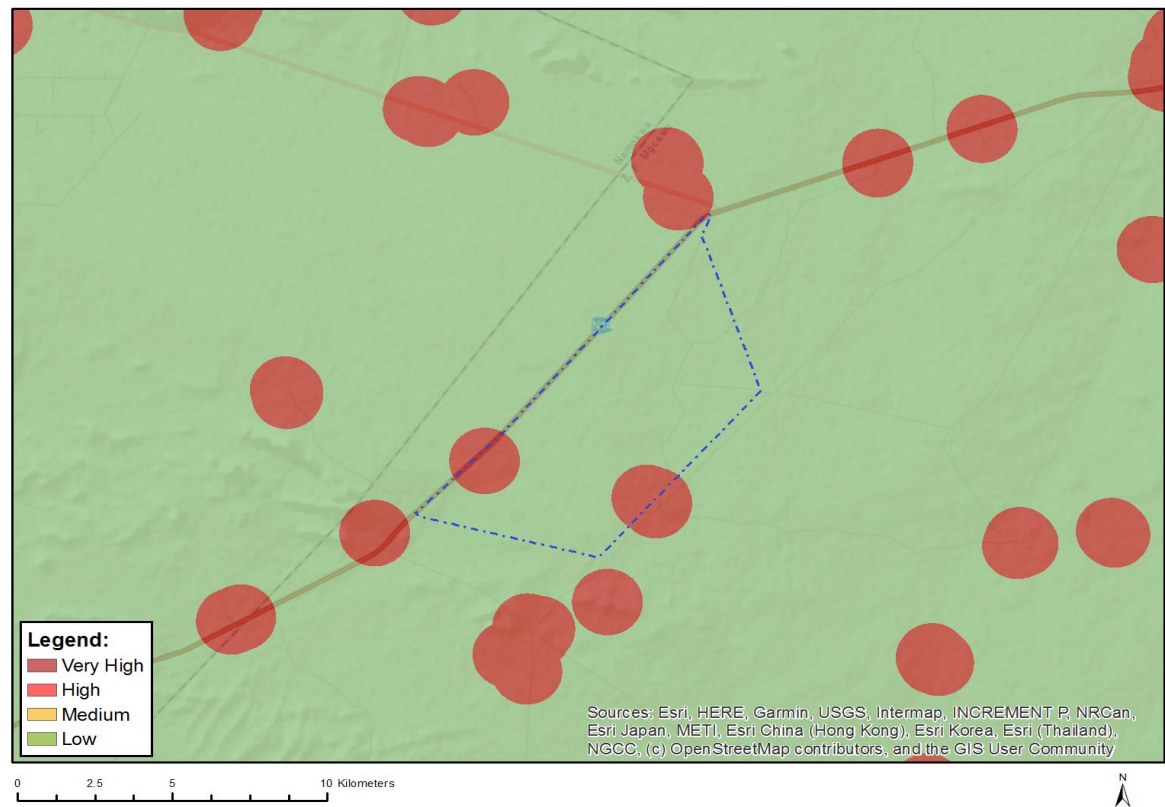 Legend:
Very High
High
Medium
Low
Sources: Esri, HERE, Garmin, USGS, Intermap, INCREMENT P, NRCan,
Esri Japan, METI, Esri China (Hong Kong), Esri Korea, Esri (Thailand),
NGCC, (c) OpenStreetMap contributors, and the GIS User Community
0 2.5 5 10 Kilometers
N